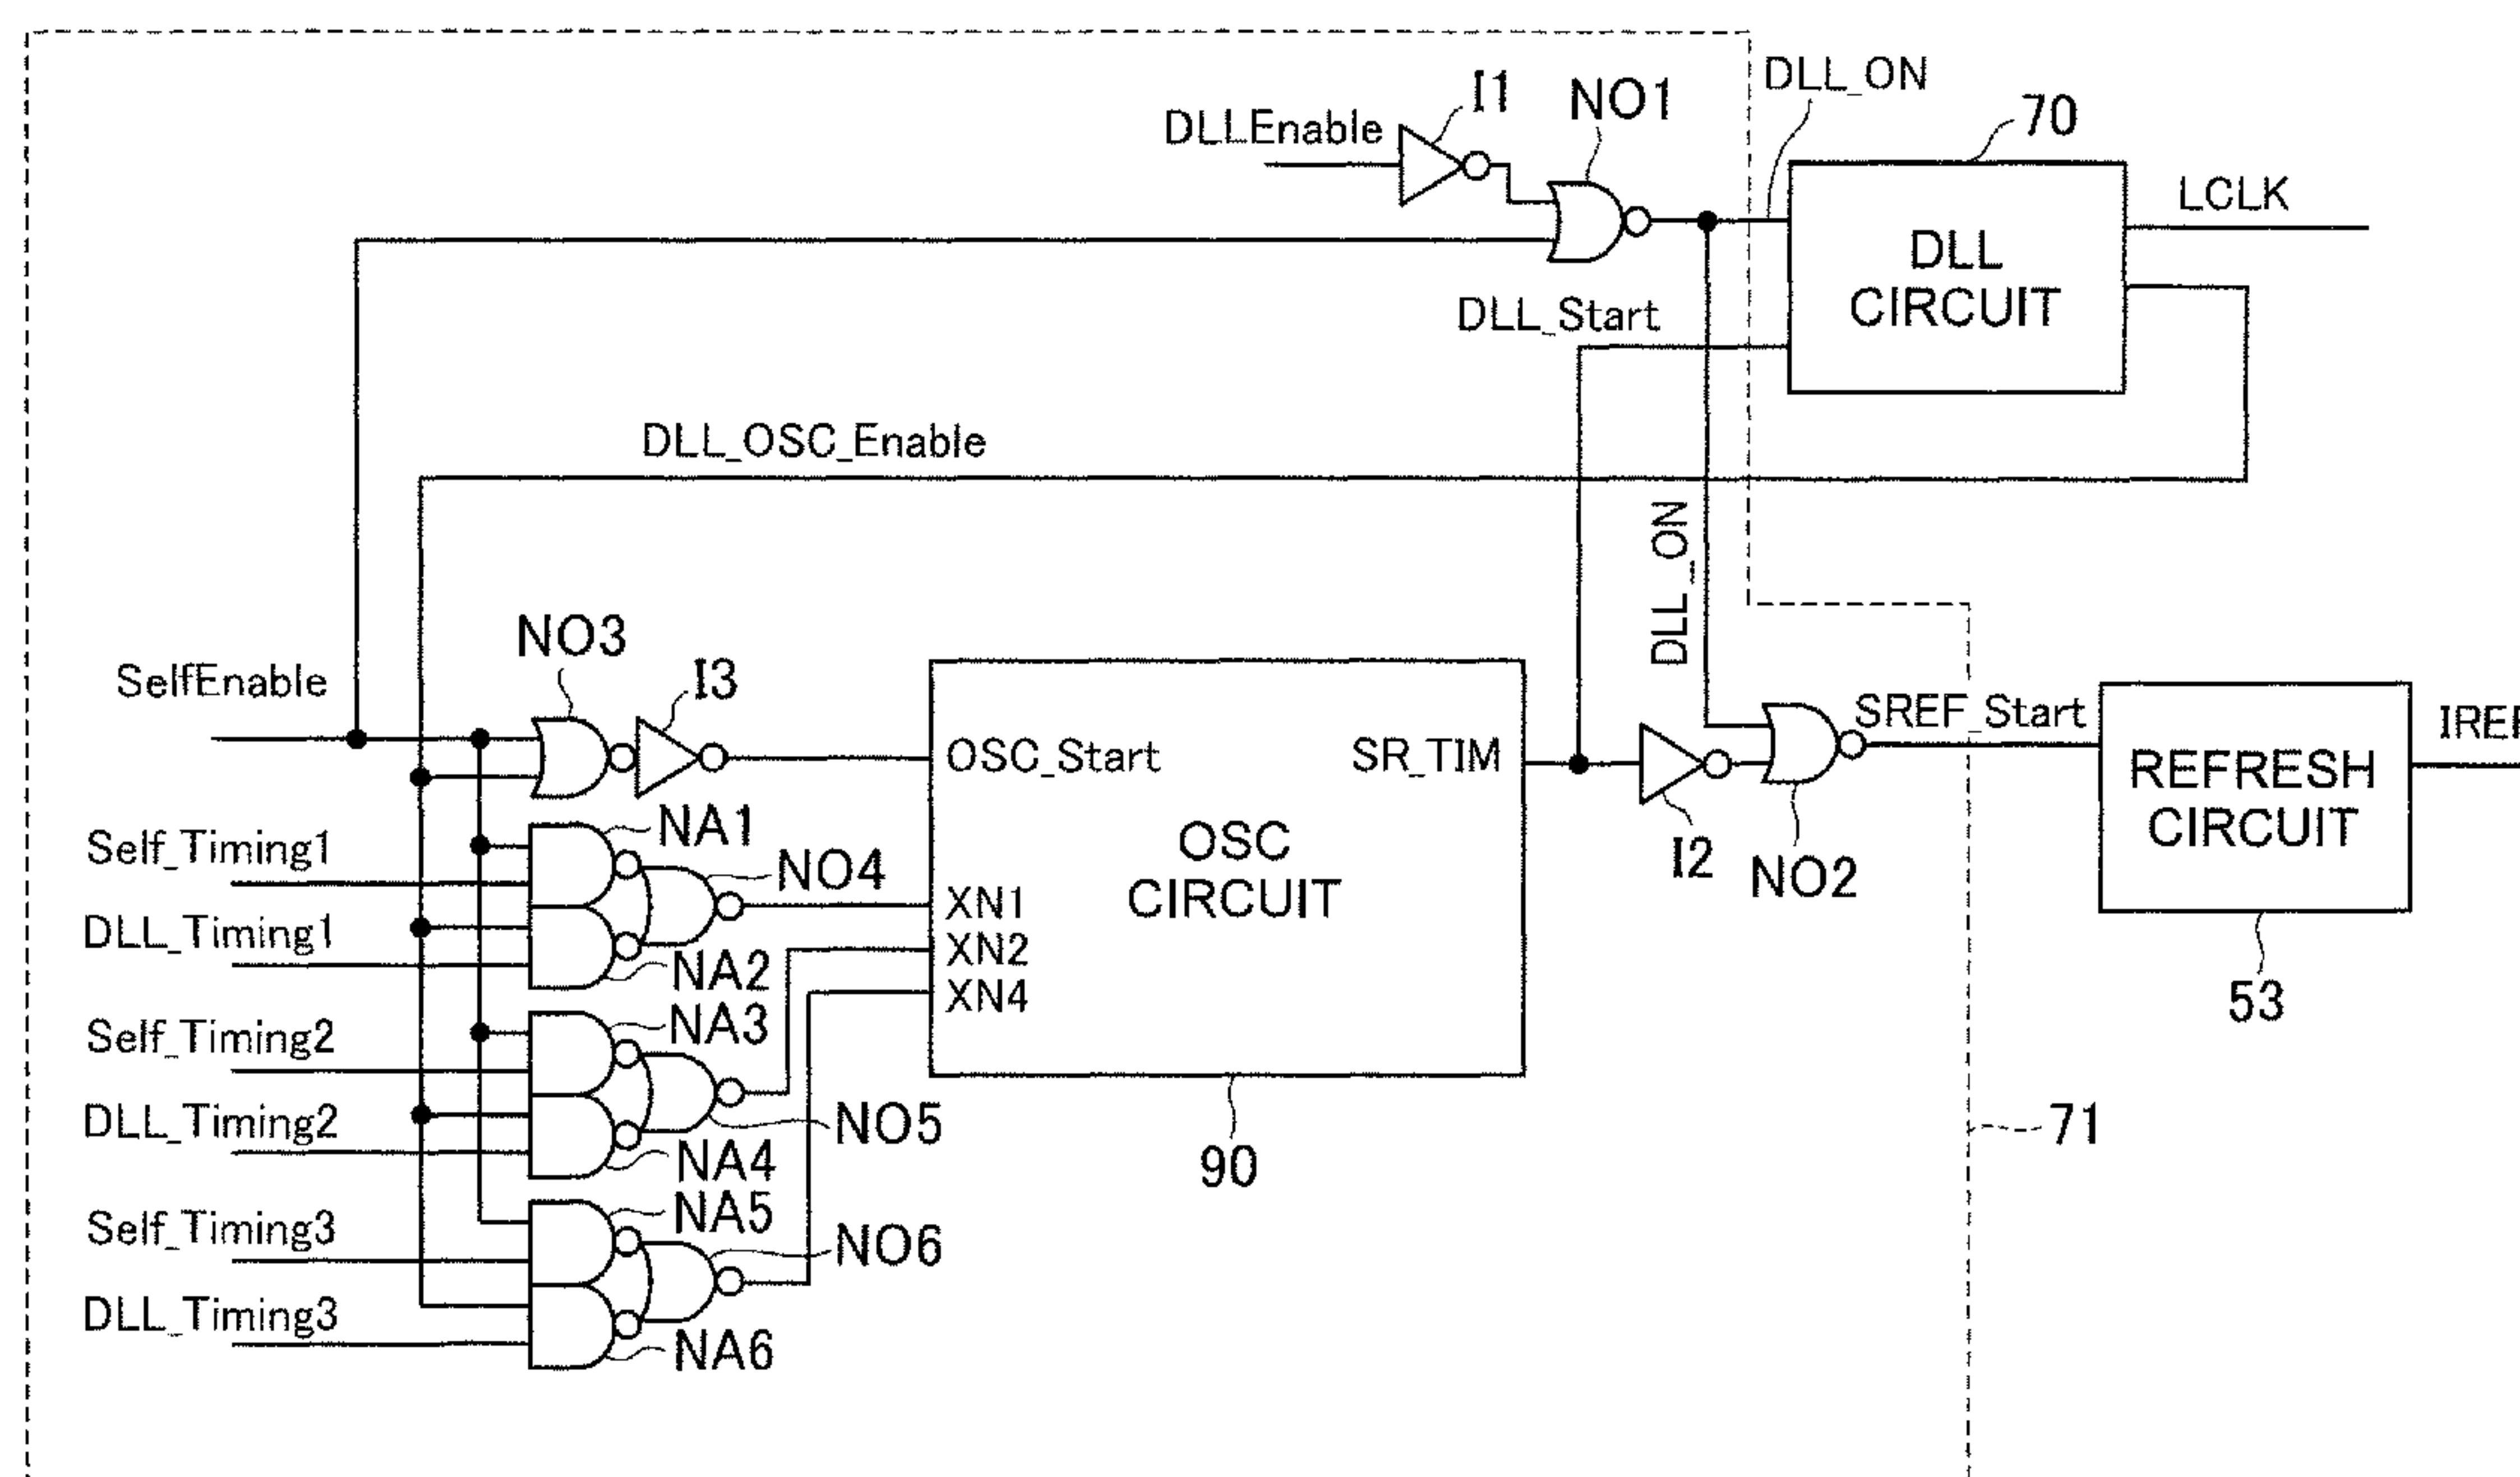 I1
NO1
DLL_ON
70
DLLEnable
LCLK
DLL
CIRCUIT
DLL_Start
DLL_OSC_Enable
DLL_ON
NO3
I3
SelfEnable
SREF_Start
OSC_Start
SR_TIM
REFRESH
CIRCUIT
NA1
Self_Timing1
NO4
OSC
CIRCUIT
I2
NO2
XN1
DLL_Timing1
XN2
NA2
XN4
53
NA3
Self_Timing2
DLL_Timing2
NO5
71
NA4
90
NA5
Self_Timing3
NO6
DLL_Timing3
NA6